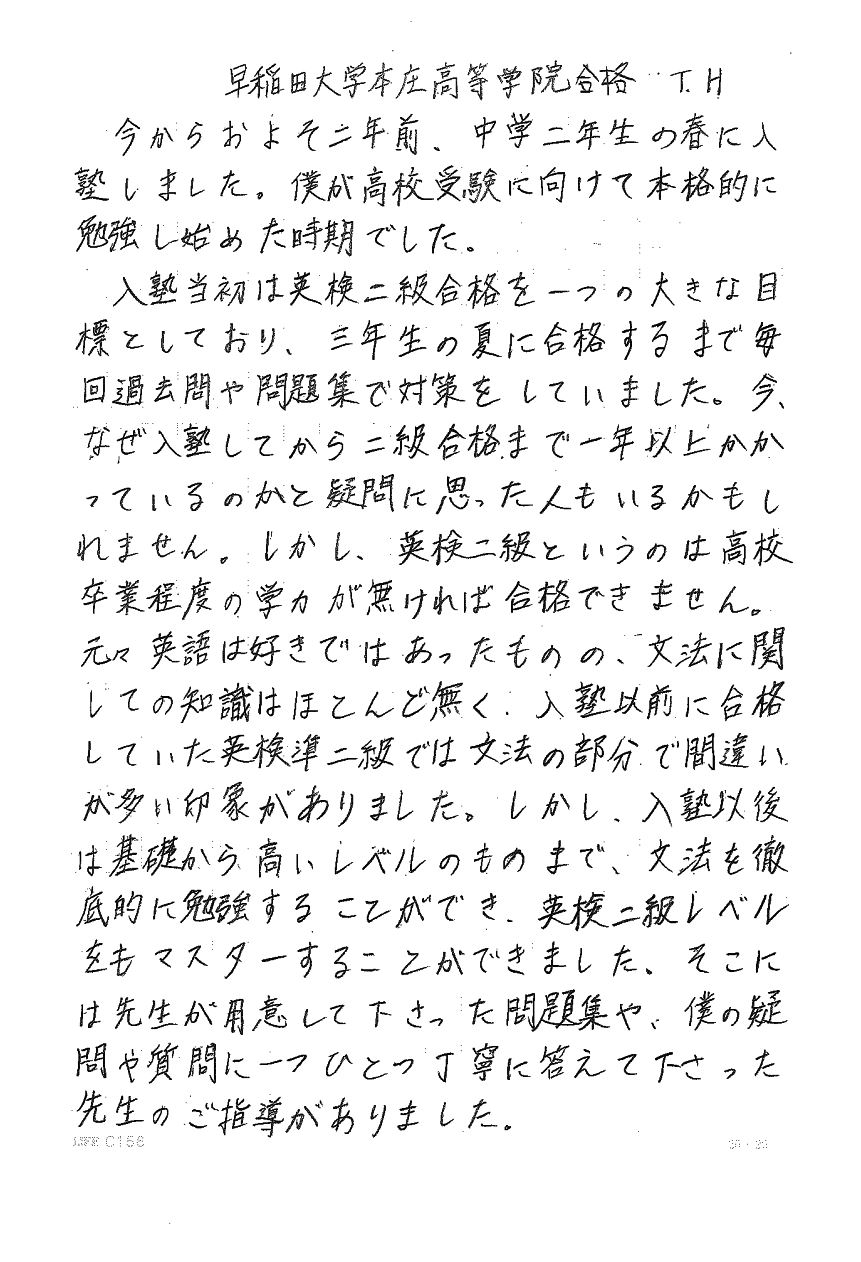 早稲田大学本庄高等学院合格 T.H
今からおよそ二年前、中学二年生の春に入
塾しました。僕が高校受験に向けて本格的に
勉強し始めた時期でした。
入塾当初は英検二級合格を一つの大きな目
標としており、三年生の夏に合格するまで毎
回過去問や問題集で対策をしていました。今、
なぜ入塾してから二級合格まで一年以上かか
っているのかと疑問に思った人もいるかもし
れません。しかし、英検二級というのは高校
卒業程度の学力が無ければ合格できません。
元々英語は好きではあったものの、文法に関
しての知識はほとんど無く、入塾以前に合格
していた英検準二級では文法の部分で間違い
が多い印象がありました。しかし、入塾以後
は基礎から高いレベルのものまで、文法を徹
底的に勉強することができ、英検二級レベル
をもマスターすることができました。そこに
は先生が用意して下さった問題集や、僕の疑
問や質問に一つひとつ丁寧に答えて下さった
先生のご指導がありました。
LIFE C156